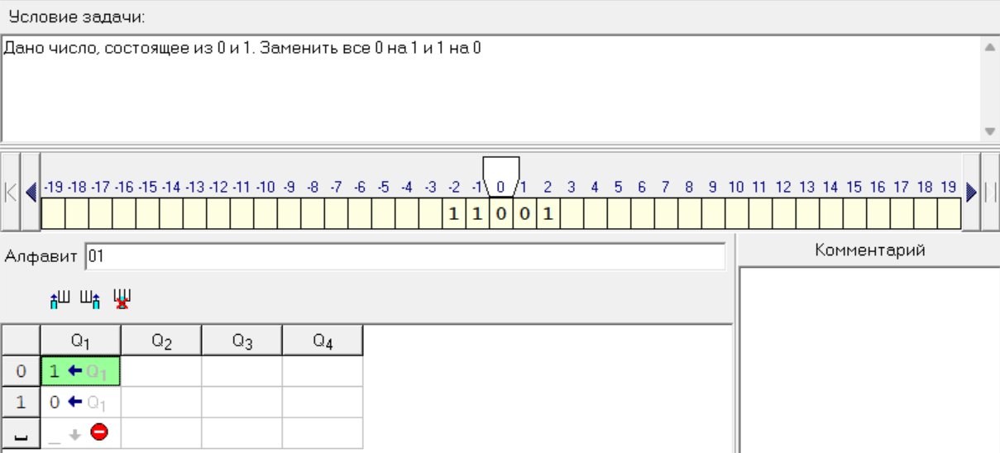 Условие задачи:
Дано число, состоящее из 0 и 1. Заменить все 0 на 1 и 1 на 0
-19 -18 -17 -16 -15 -14 -13 -12 -11 -10 -9 -8 -7 -6 -5 -4 -3 -2 -1 0 1 2 3 4 5 6 7 8 9 10 11 12 13 14 15 16 17 18 19
1 1 0 0 1
Алфавит 01
Комментарий
Q1 Q2 Q3 Q4
0 1 ← Q1
1 0 ← Q1
_ _ ↓